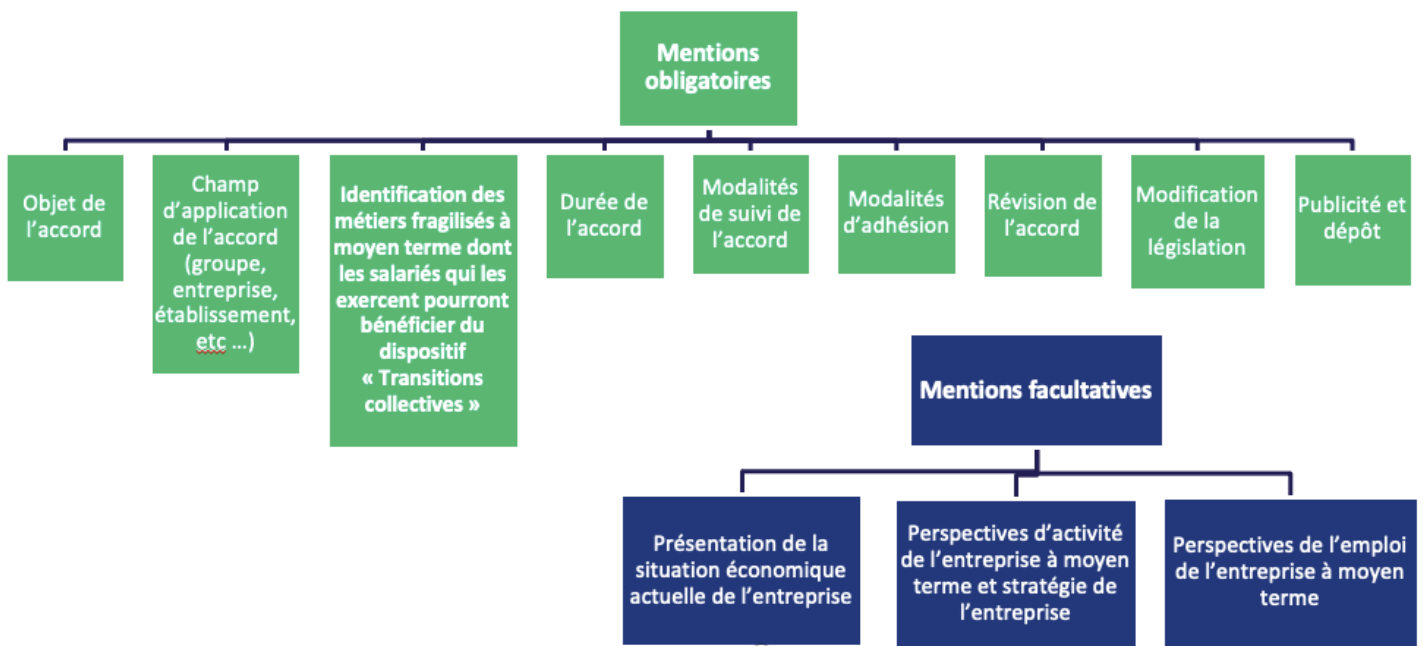 Mentions
obligatoires
Objet de
l'accord
Champ
d'application
de l'accord
(groupe,
entreprise,
établissement,
etc ...)
Identification des
métiers fragilisés à
moyen terme dont
les salariés qui les
exercent pourront
bénéficier du
dispositif
« Transitions
collectives »
Durée de
l'accord
Modalités
de suivi de
l'accord
Modalités
d'adhésion
Révision de
l'accord
Modification
de la
législation
Publicité et
dépôt
Mentions facultatives
Présentation de la
situation économique
actuelle de l'entreprise
Perspectives d'activité
de l'entreprise à moyen
terme et stratégie de
l'entreprise
Perspectives de l'emploi
de l'entreprise à moyen
terme